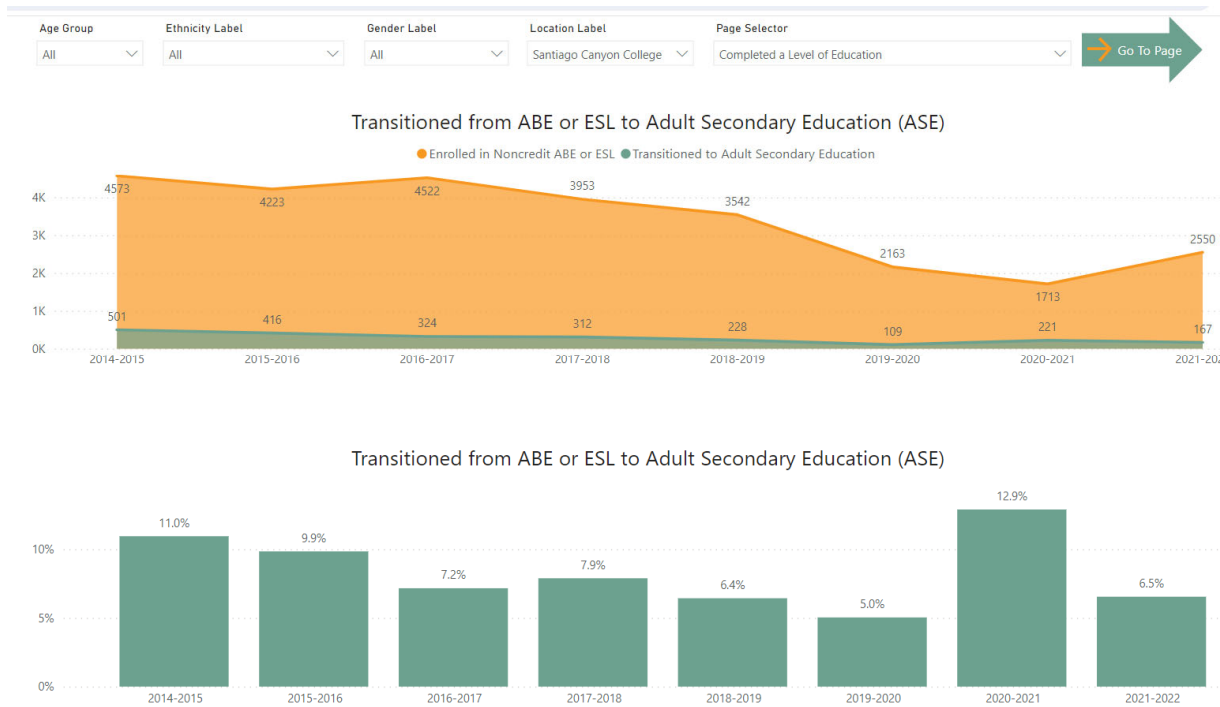 Age Group Ethnicity Label Gender Label Location Label Page Selector
All All All Santiago Canyon College Completed a Level of Education Go To Page
Transitioned from ABE or ESL to Adult Secondary Education (ASE)
Enrolled in Noncredit ABE or ESL Transitioned to Adult Secondary Education
4573 4223 4522 3953 3542 2163 1713 2550
4K
3K
2K
1K
501 416 324 312 228 109 221 167
0K
2014-2015 2015-2016 2016-2017 2017-2018 2018-2019 2019-2020 2020-2021 2021-202
Transitioned from ABE or ESL to Adult Secondary Education (ASE)
11.0% 9.9% 7.2% 7.9% 6.4% 5.0% 12.9% 6.5%
10%
5%
0%
2014-2015 2015-2016 2016-2017 2017-2018 2018-2019 2019-2020 2020-2021 2021-2022